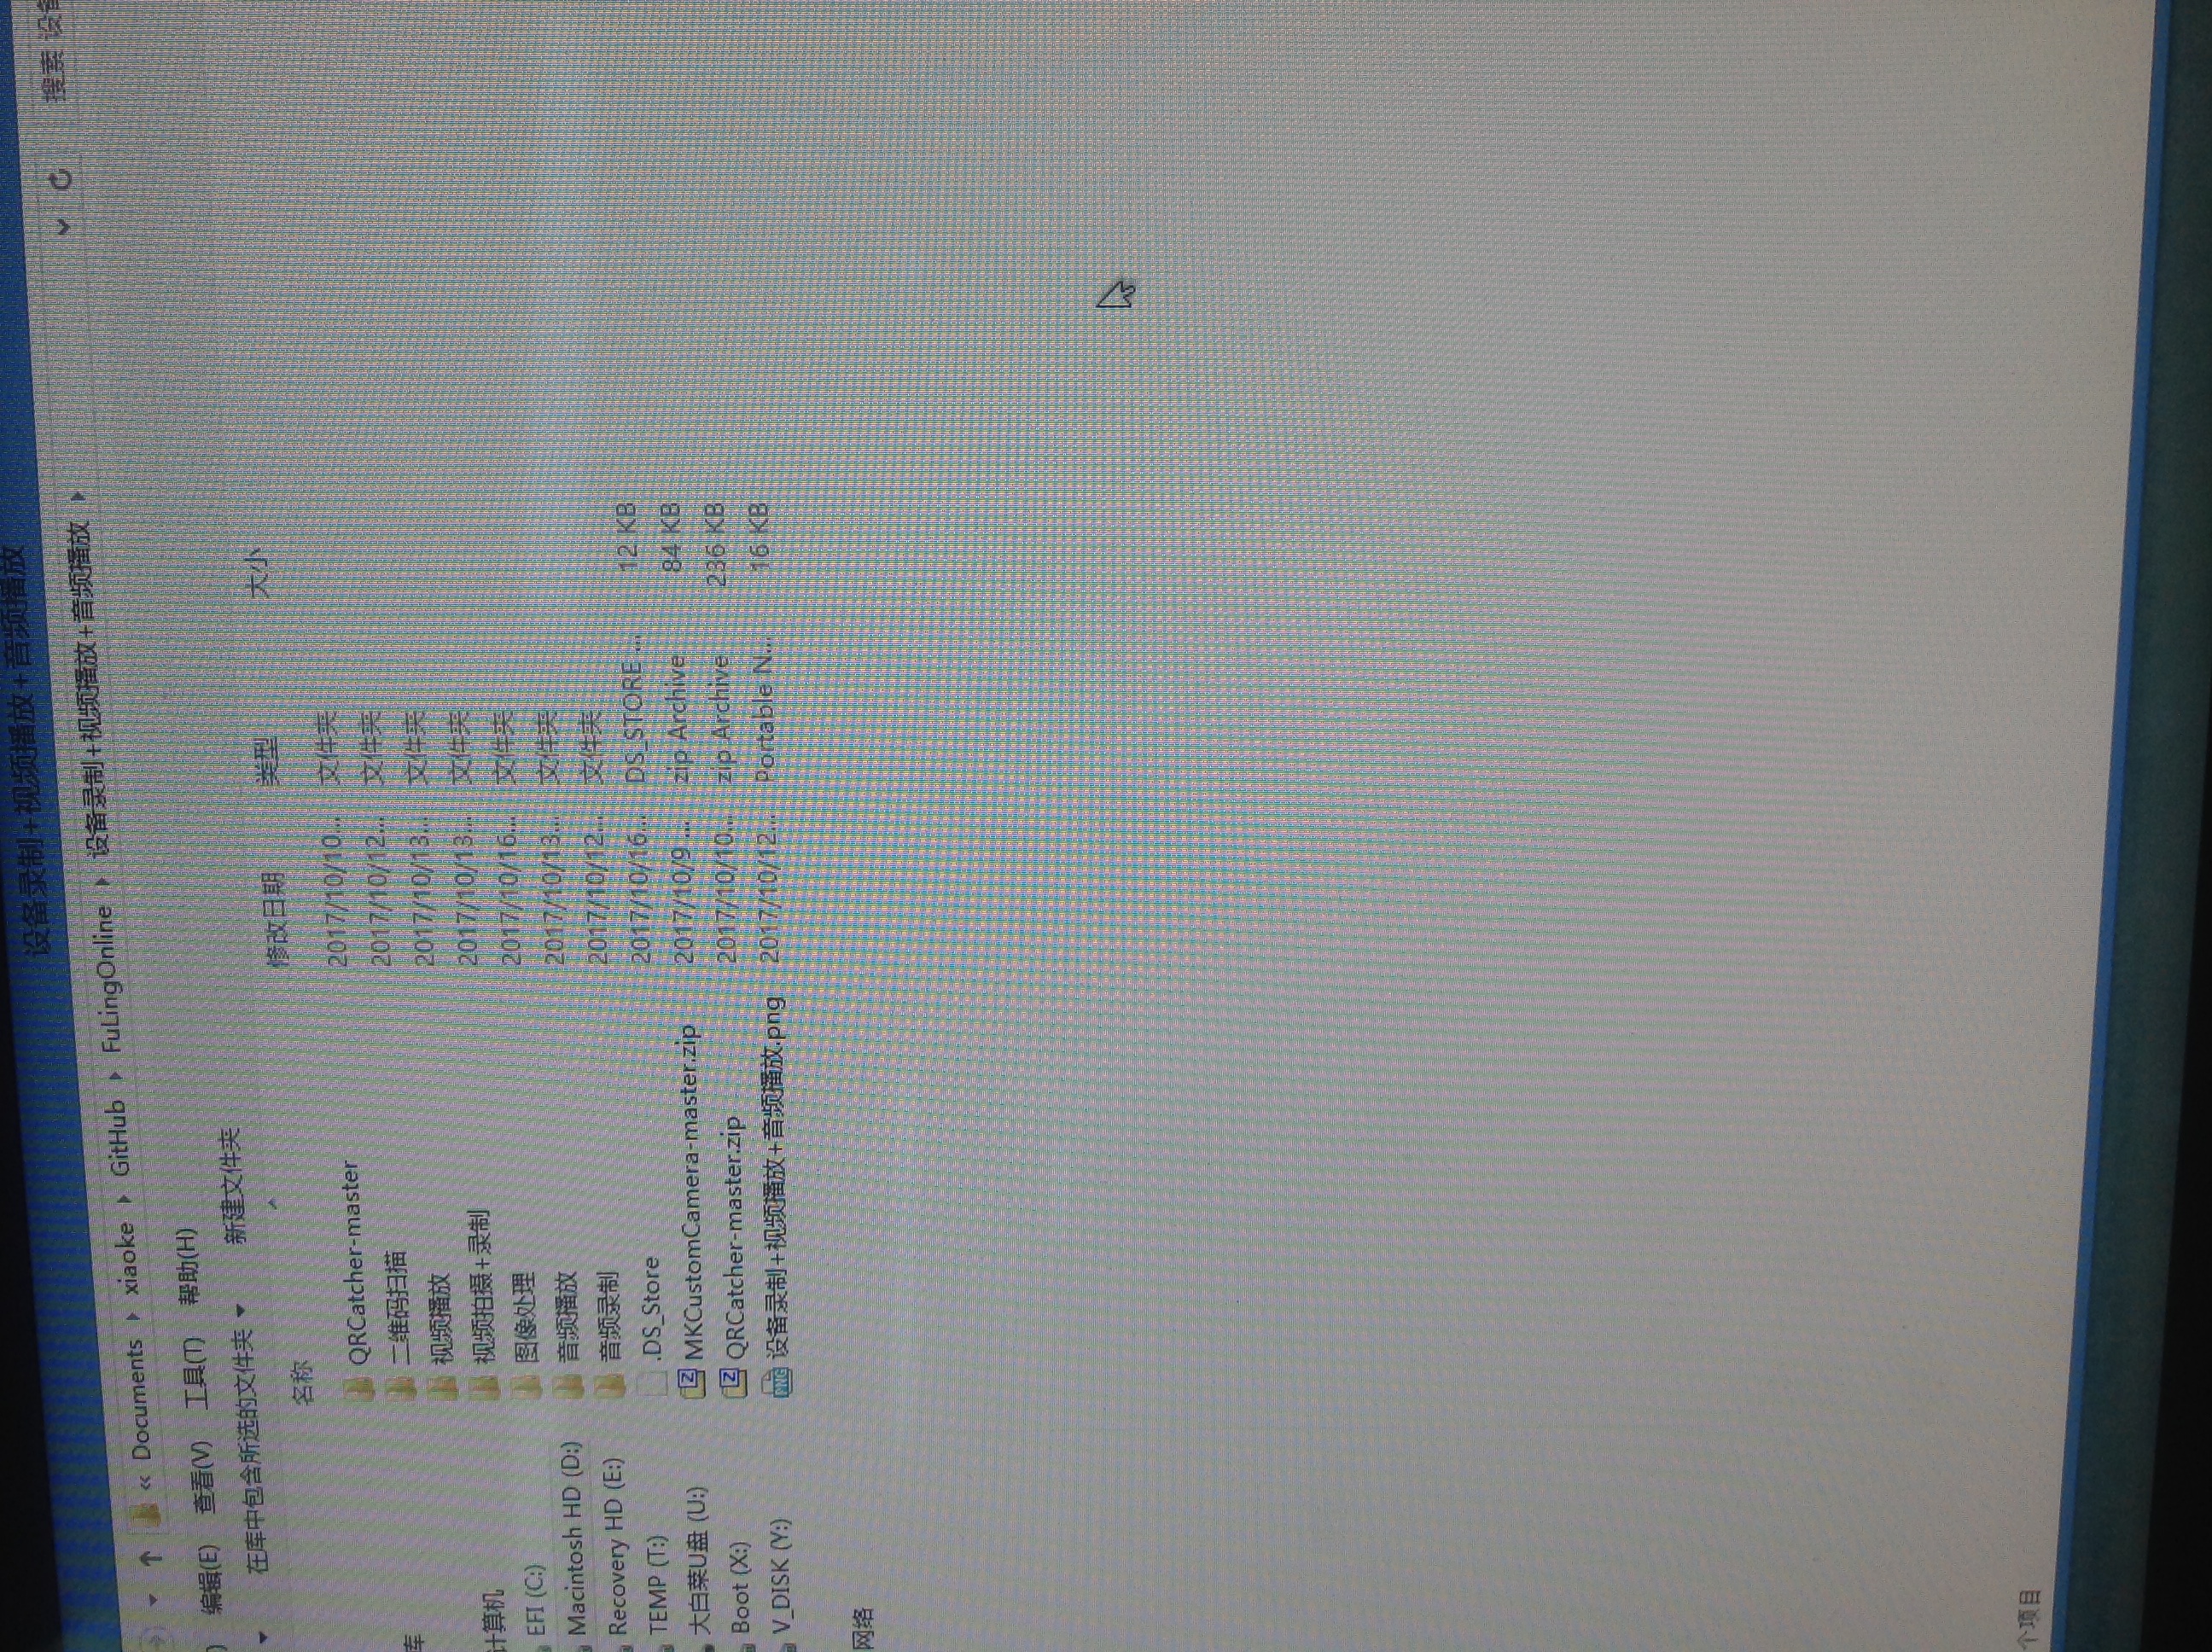 设备录制+视频播放+音频播放
« Documents xiaoke GitHub FuLingOnline 设备录制+视频播放+音频播放
搜索 设备
) 编辑(E) 查看(V) 工具(T) 帮助(H)
在库中包含所选的文件夹 新建文件夹
名称 修改日期 类型 大小
QRCatcher-master 2017/10/10... 文件夹
二维码扫描 2017/10/12... 文件夹
视频播放 2017/10/13... 文件夹
视频拍摄+录制 2017/10/13... 文件夹
图像处理 2017/10/16... 文件夹
音频播放 2017/10/13... 文件夹
音频录制 2017/10/12... 文件夹
.DS_Store 2017/10/16... DS_STORE ... 12 KB
MKCustomCamera-master.zip 2017/10/9 ... zip Archive 84 KB
QRCatcher-master.zip 2017/10/10... zip Archive 236 KB
设备录制+视频播放+音频播放.png 2017/10/12... Portable N... 16 KB
库
计算机
EFI (C:)
Macintosh HD (D:)
Recovery HD (E:)
TEMP (T:)
大白菜U盘 (U:)
Boot (X:)
V_DISK (Y:)
网络
个项目